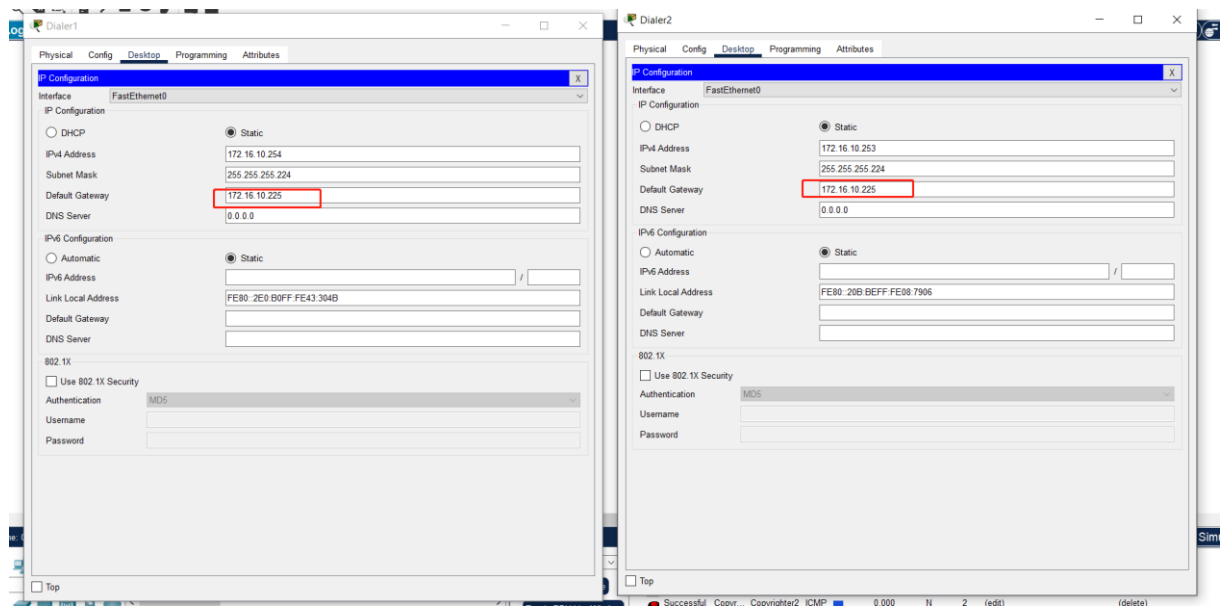 Dialer1
Physical Config Desktop Programming Attributes
IP Configuration X
Interface FastEthernet0
IP Configuration
DHCP Static
IPv4 Address 172.16.10.254
Subnet Mask 255.255.255.224
Default Gateway 172.16.10.225
DNS Server 0.0.0.0
IPv6 Configuration
Automatic Static
IPv6 Address /
Link Local Address FE80::2E0:B0FF:FE43:304B
Default Gateway
DNS Server
802.1X
Use 802.1X Security
Authentication MD5
Username
Password
Top
Dialer2
Physical Config Desktop Programming Attributes
IP Configuration X
Interface FastEthernet0
IP Configuration
DHCP Static
IPv4 Address 172.16.10.253
Subnet Mask 255.255.255.224
Default Gateway 172.16.10.225
DNS Server 0.0.0.0
IPv6 Configuration
Automatic Static
IPv6 Address /
Link Local Address FE80::20B:BEFF:FE08:7906
Default Gateway
DNS Server
802.1X
Use 802.1X Security
Authentication MD5
Username
Password
Top
Successful Copyr... Copyrighter2 ICMP 0.000 N 2 (edit) (delete)